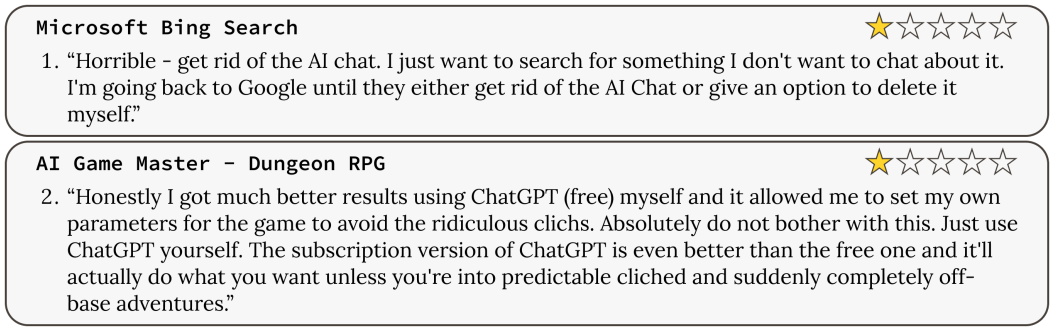 Microsoft Bing Search
1. “Horrible - get rid of the AI chat. I just want to search for something I don't want to chat about it.
I'm going back to Google until they either get rid of the AI Chat or give an option to delete it
myself.”
AI Game Master - Dungeon RPG
2. “Honestly I got much better results using ChatGPT (free) myself and it allowed me to set my own
parameters for the game to avoid the ridiculous clichs. Absolutely do not bother with this. Just use
ChatGPT yourself. The subscription version of ChatGPT is even better than the free one and it'll
actually do what you want unless you're into predictable cliched and suddenly completely off-
base adventures.”